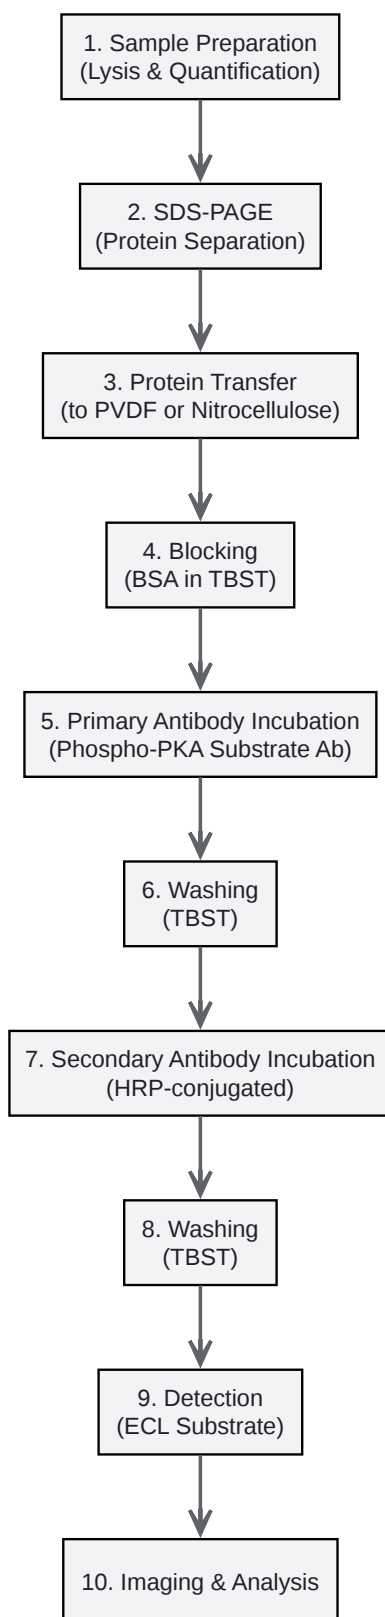 1. Sample Preparation
(Lysis & Quantification)
2. SDS-PAGE
(Protein Separation)
3. Protein Transfer
(to PVDF or Nitrocellulose)
4. Blocking
(BSA in TBST)
5. Primary Antibody Incubation
(Phospho-PKA Substrate Ab)
6. Washing
(TBST)
7. Secondary Antibody Incubation
(HRP-conjugated)
8. Washing
(TBST)
9. Detection
(ECL Substrate)
10. Imaging & Analysis